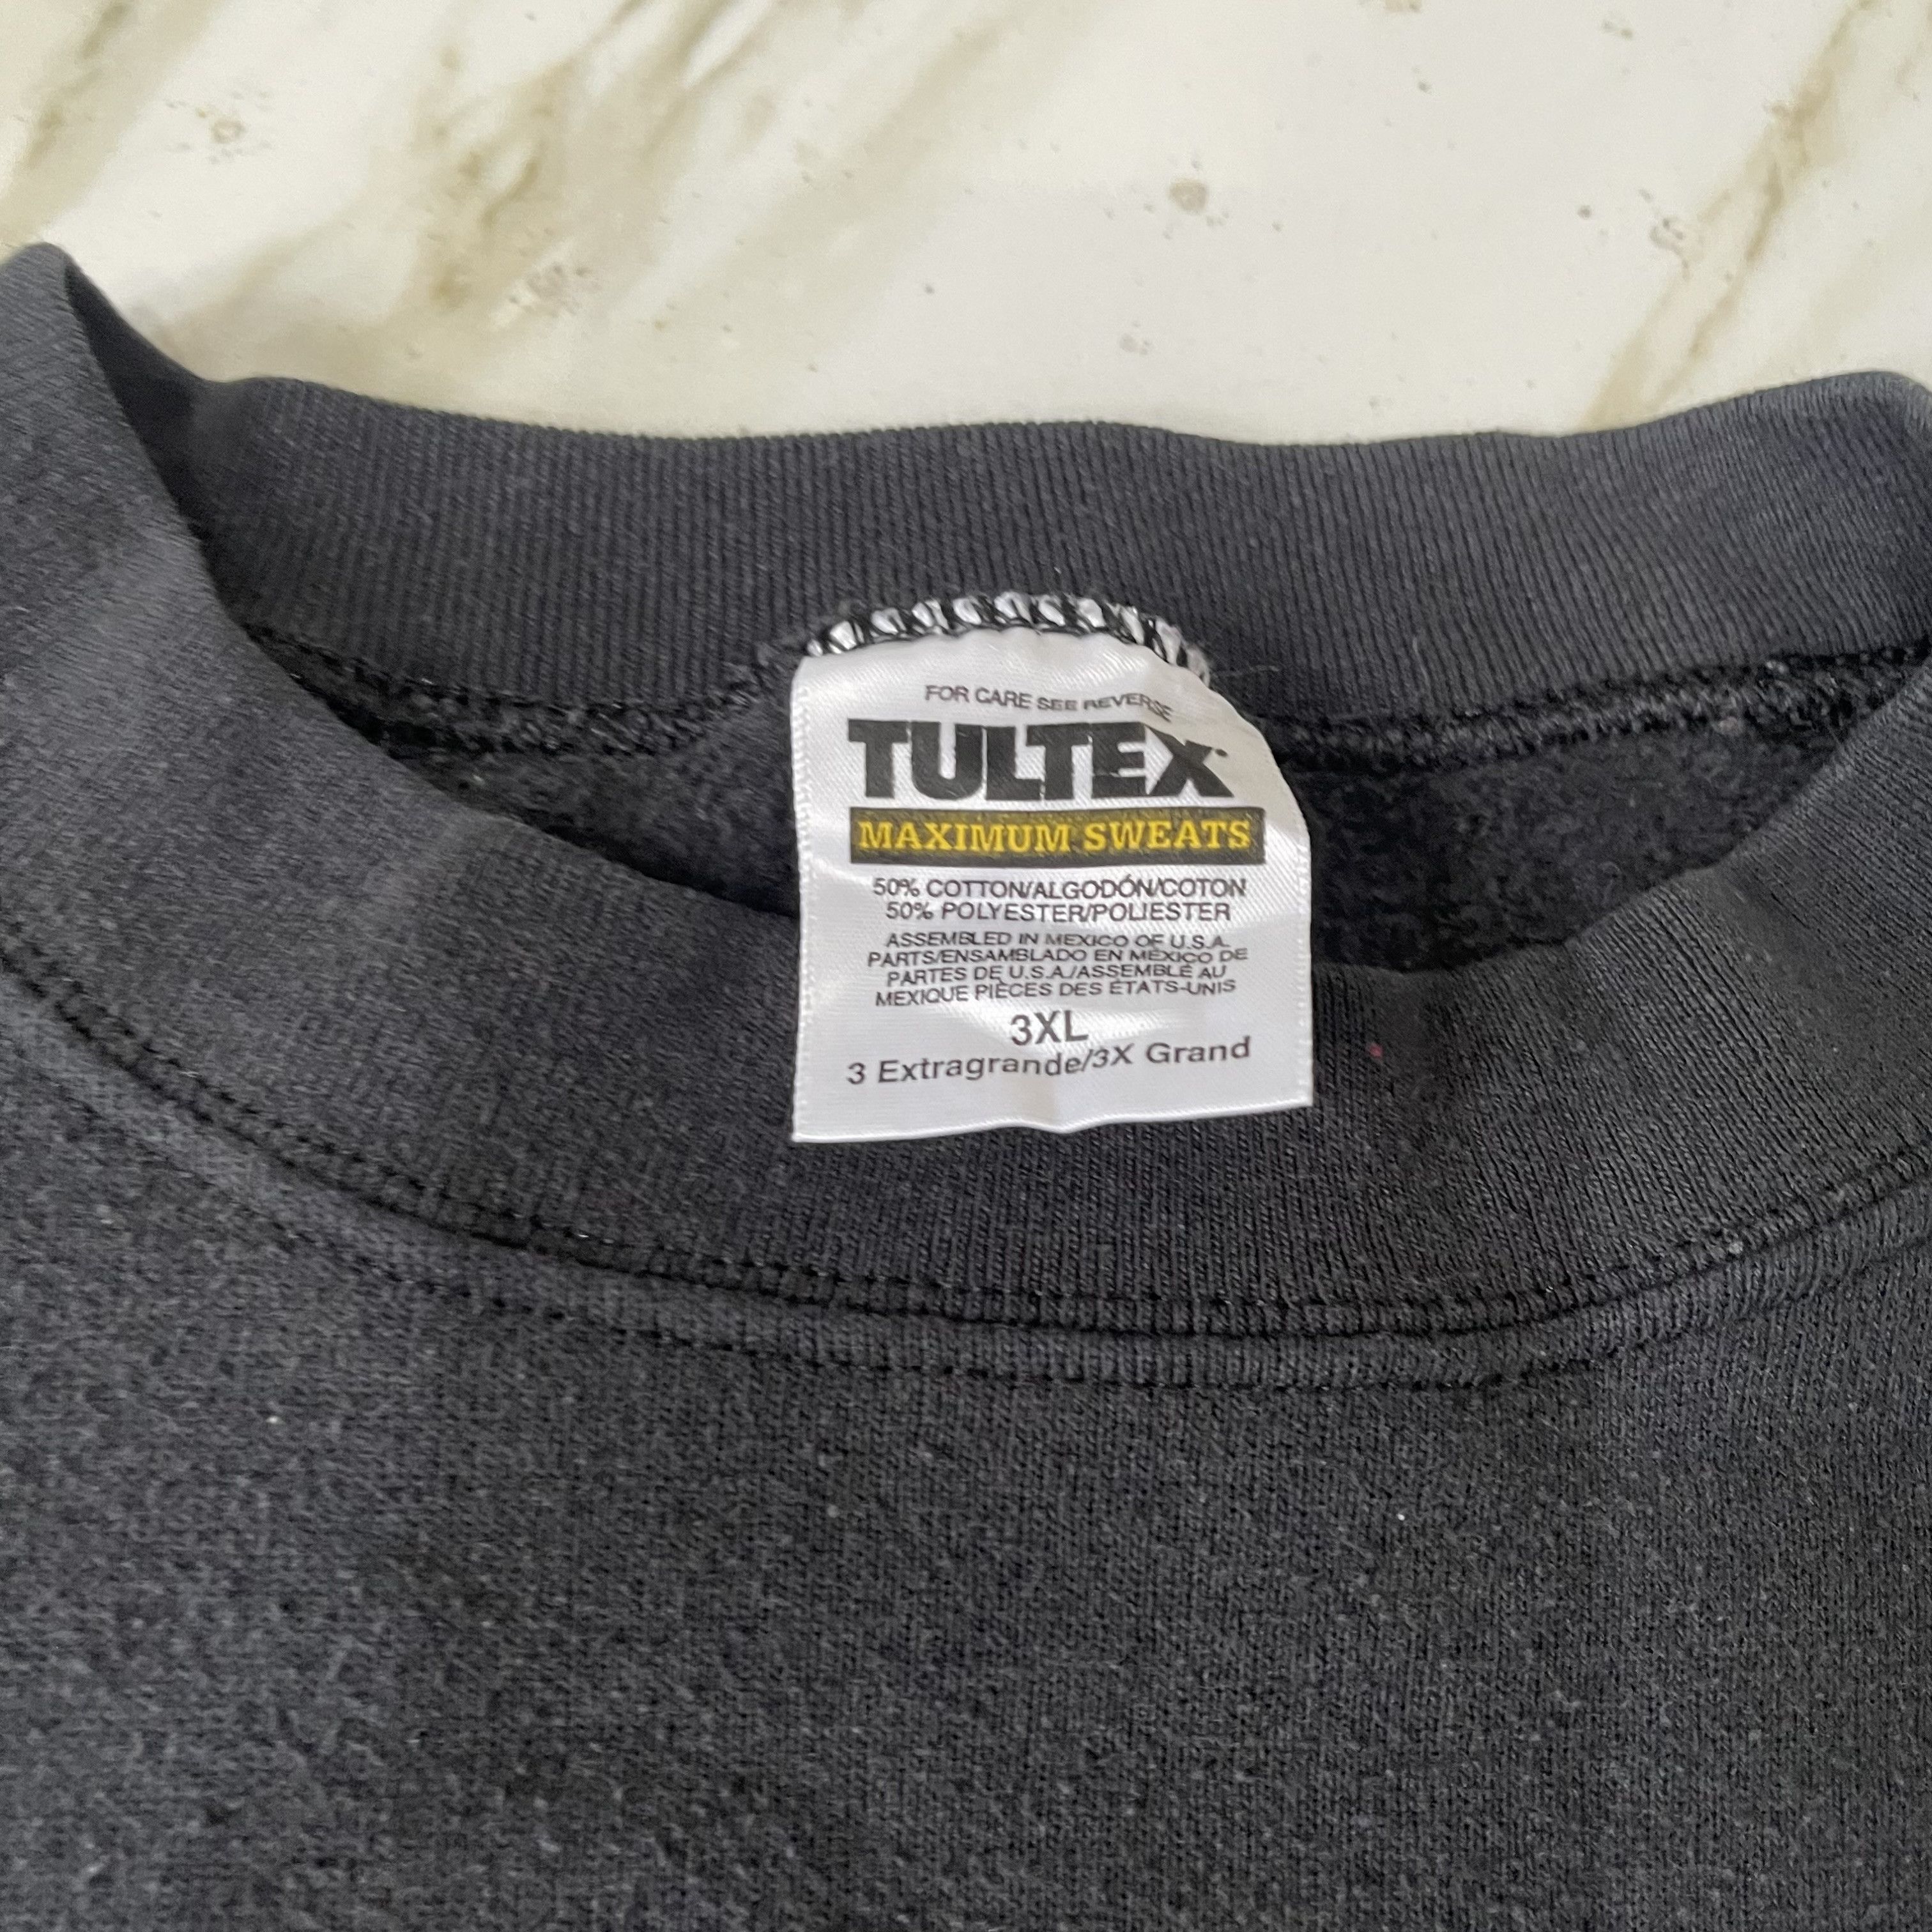 FOR CARE SEE REVERSE
TULTEX
MAXIMUM SWEATS
50% COTTON/ALGODÓN/COTON
50% POLYESTER/POLIESTER
ASSEMBLED IN MEXICO OF U.S.A.
PARTS/ENSAMBLADO EN MÉXICO DE
PARTES DE U.S.A./ASSEMBLÉ AU
MEXIQUE PIÈCES DES ÉTATS-UNIS
3XL
3 Extragrande/3X Grand